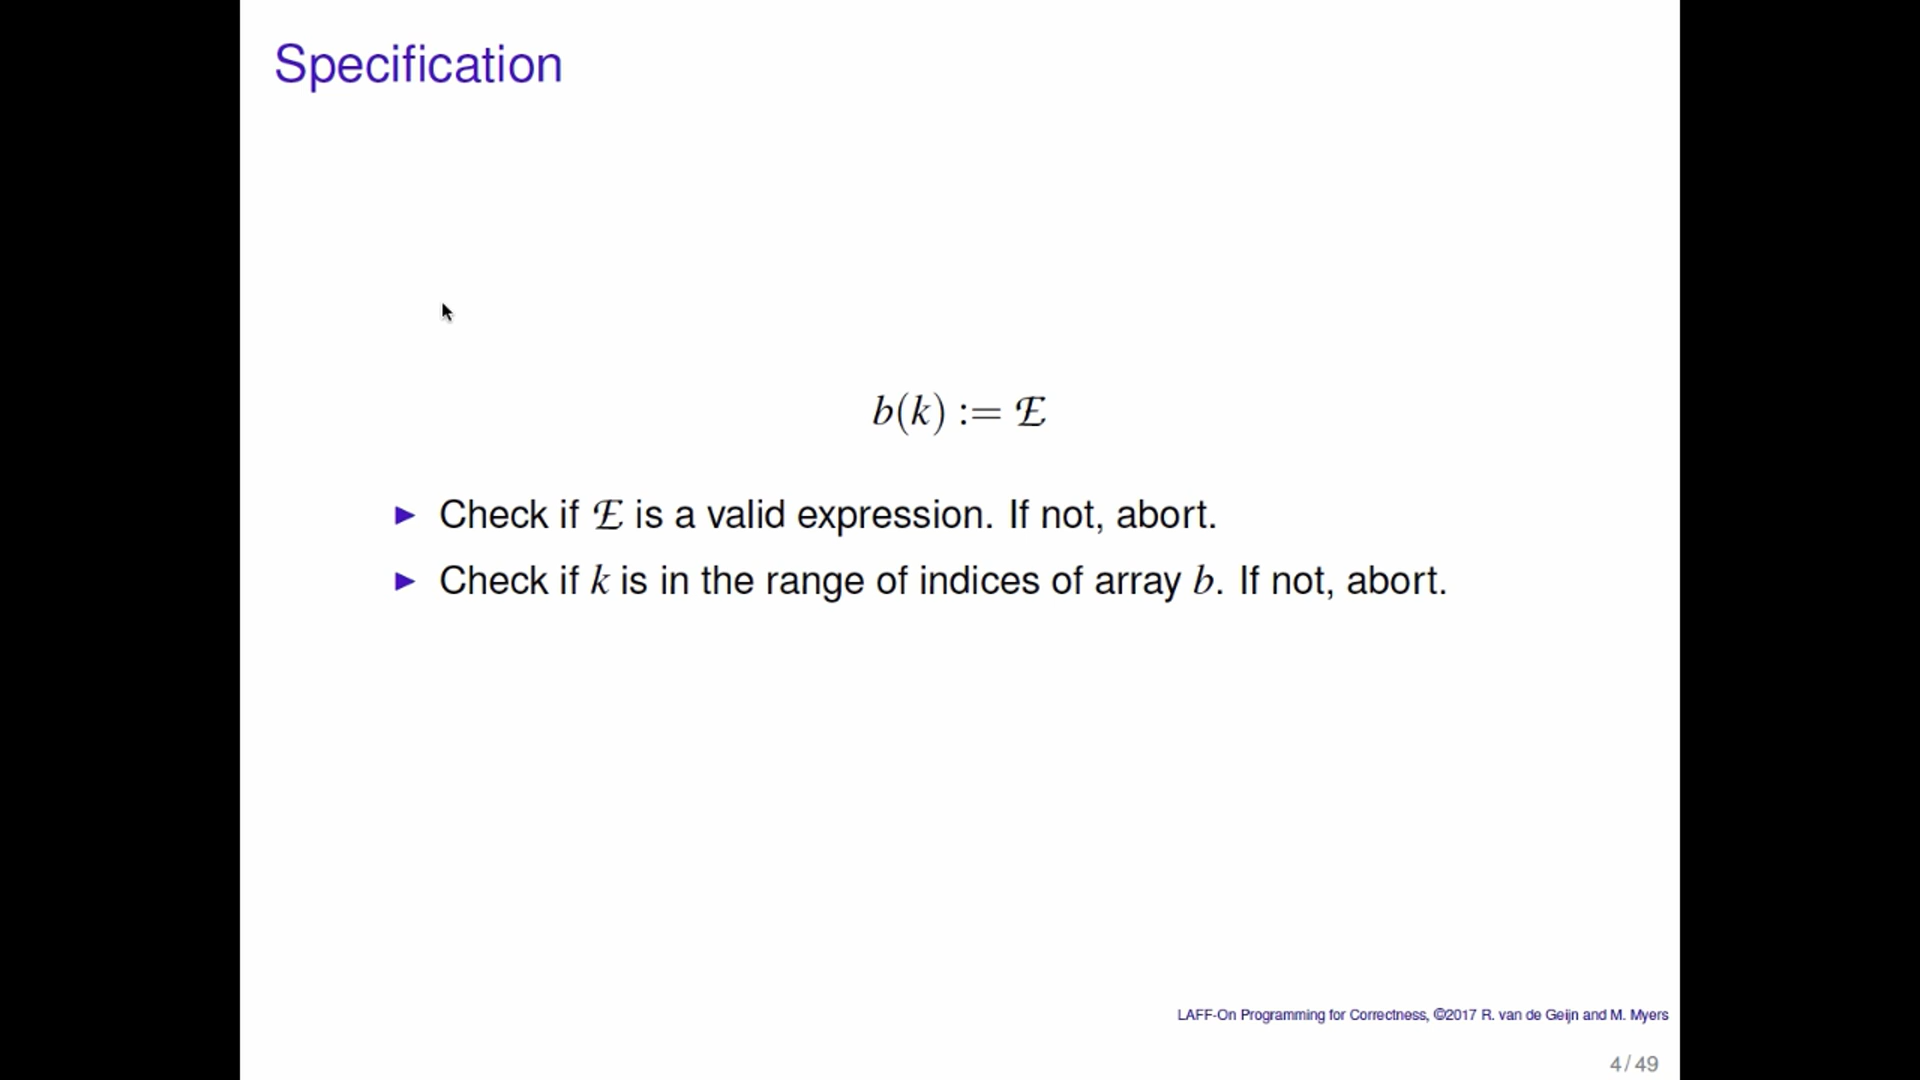 Specification
b(k) := ℰ
▶ Check if ℰ is a valid expression. If not, abort.
▶ Check if k is in the range of indices of array b. If not, abort.
LAFF-On Programming for Correctness, ©2017 R. van de Geijn and M. Myers
4 / 49